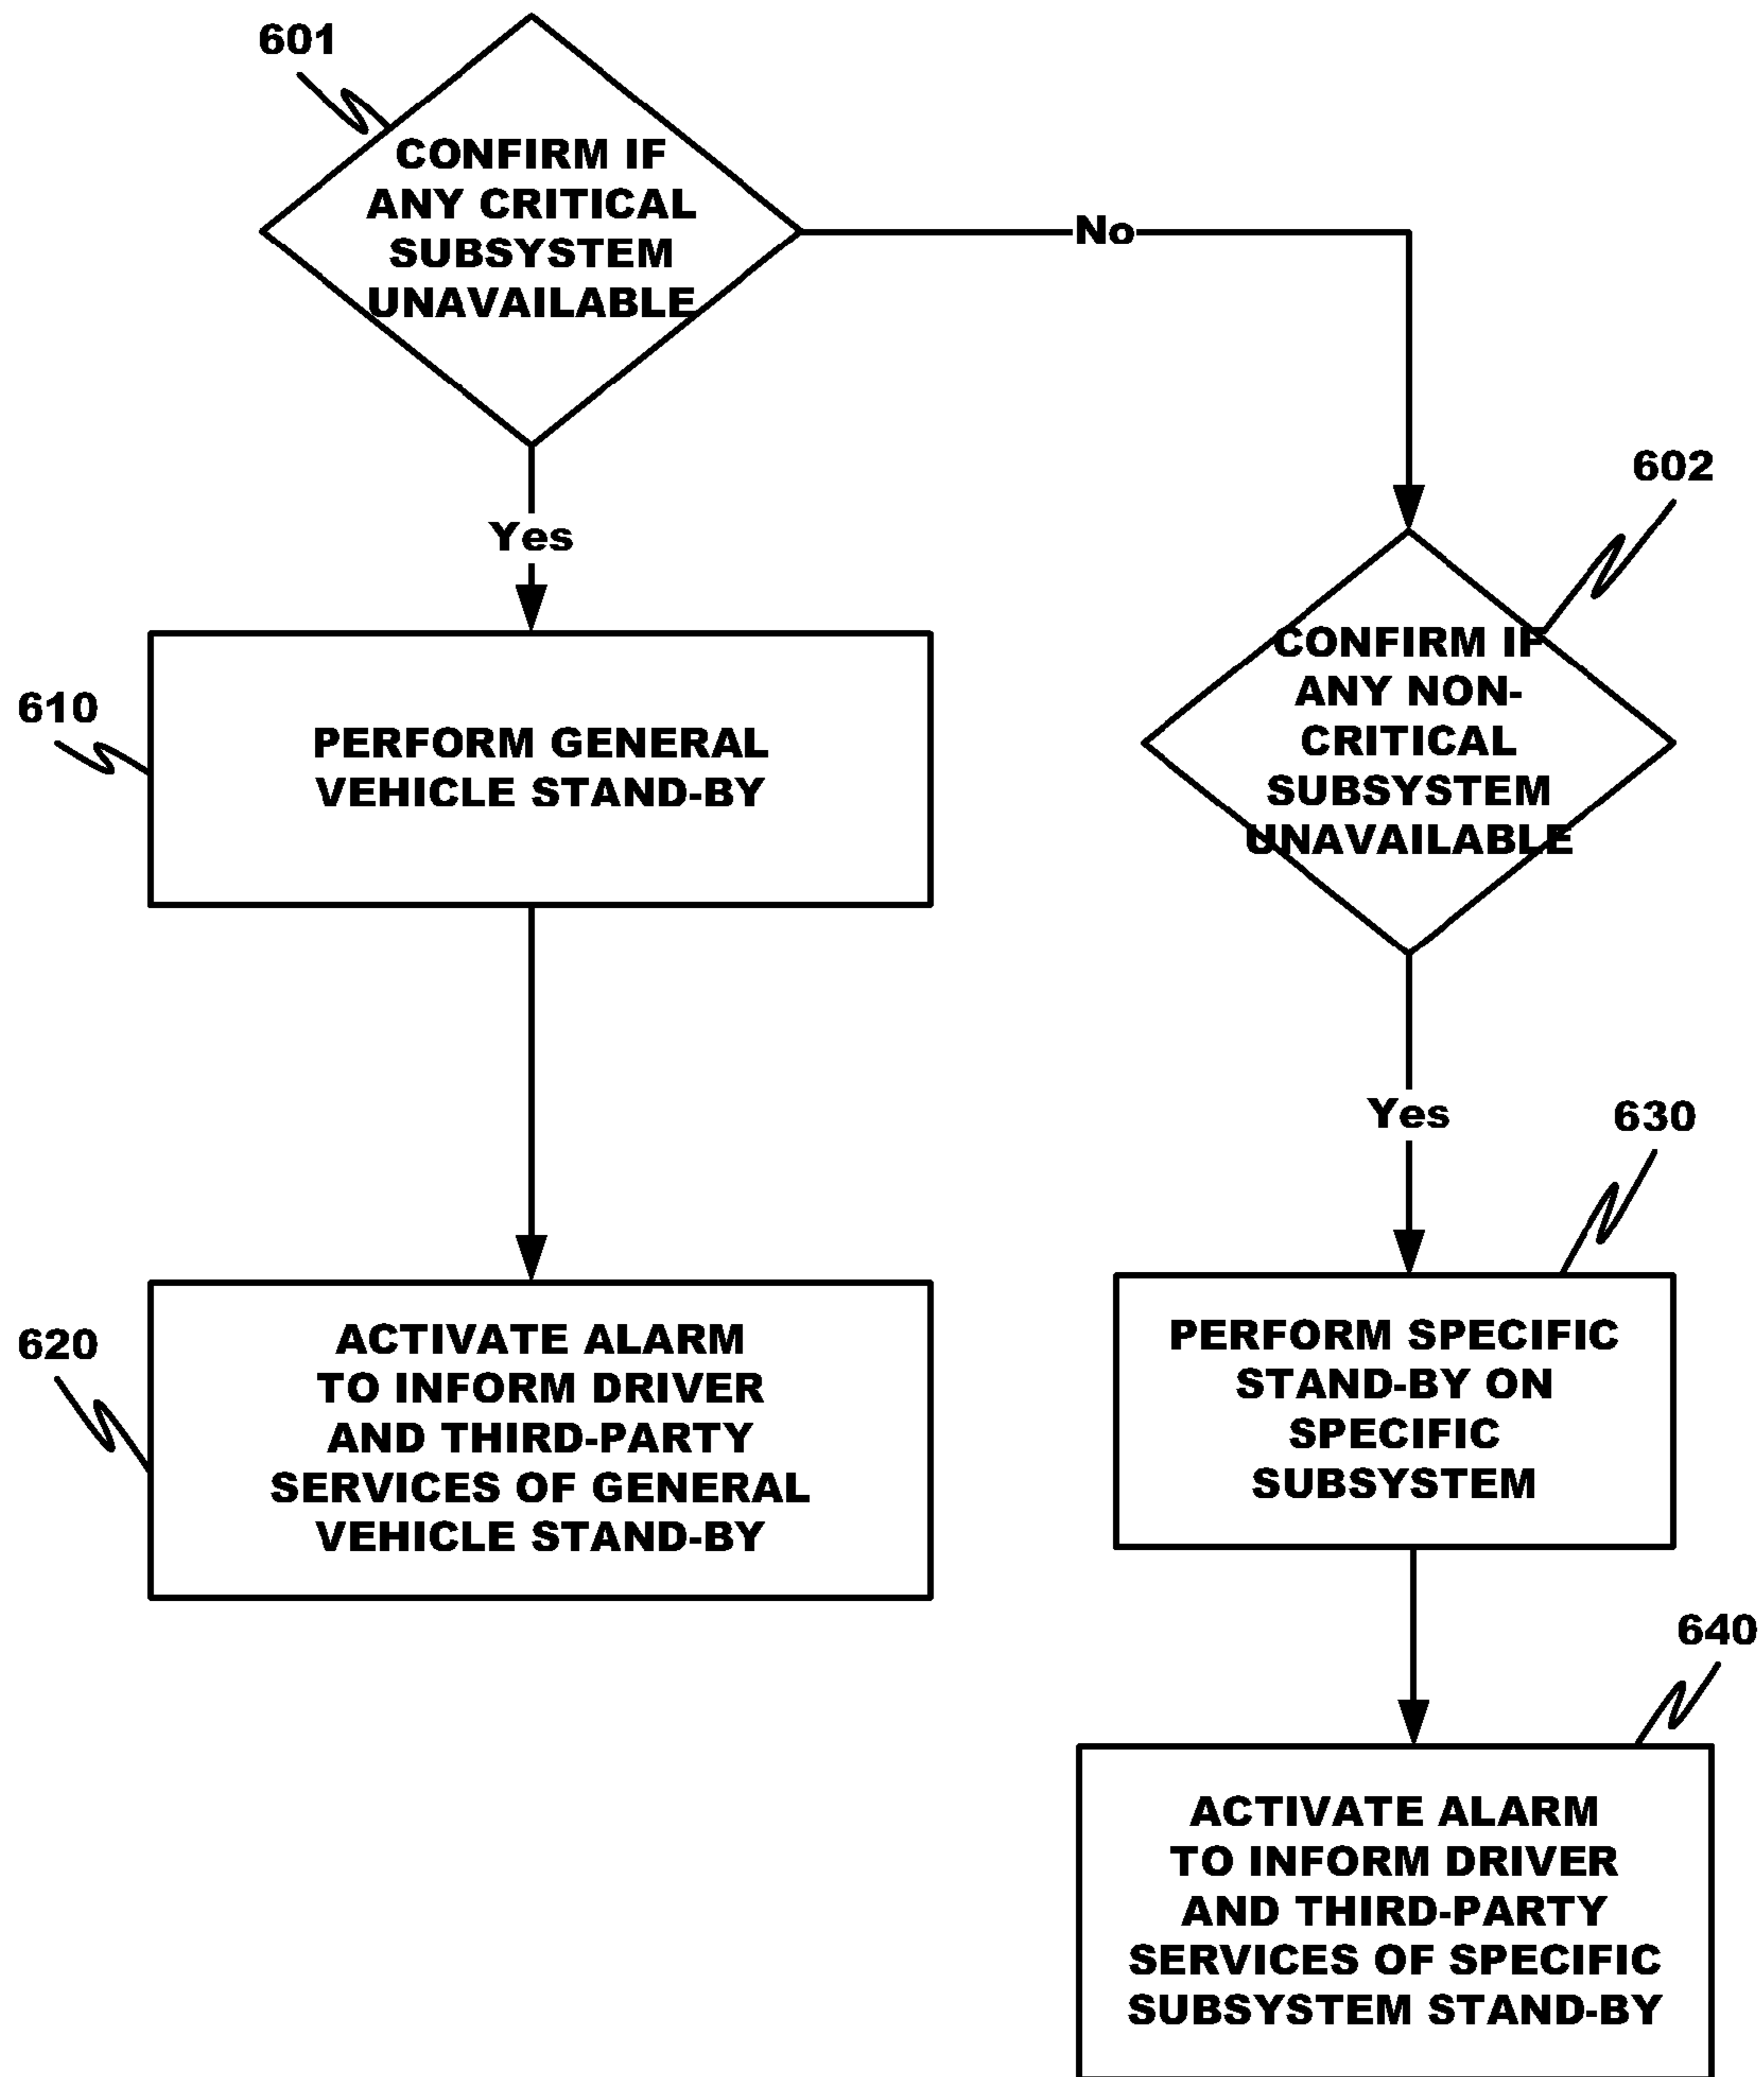 601
CONFIRM IF
ANY CRITICAL
SUBSYSTEM
UNAVAILABLE
No
Yes
602
CONFIRM IF
ANY NON-
CRITICAL
SUBSYSTEM
UNAVAILABLE
610
PERFORM GENERAL
VEHICLE STAND-BY
Yes
630
620
ACTIVATE ALARM
TO INFORM DRIVER
AND THIRD-PARTY
SERVICES OF GENERAL
VEHICLE STAND-BY
PERFORM SPECIFIC
STAND-BY ON
SPECIFIC
SUBSYSTEM
640
ACTIVATE ALARM
TO INFORM DRIVER
AND THIRD-PARTY
SERVICES OF SPECIFIC
SUBSYSTEM STAND-BY